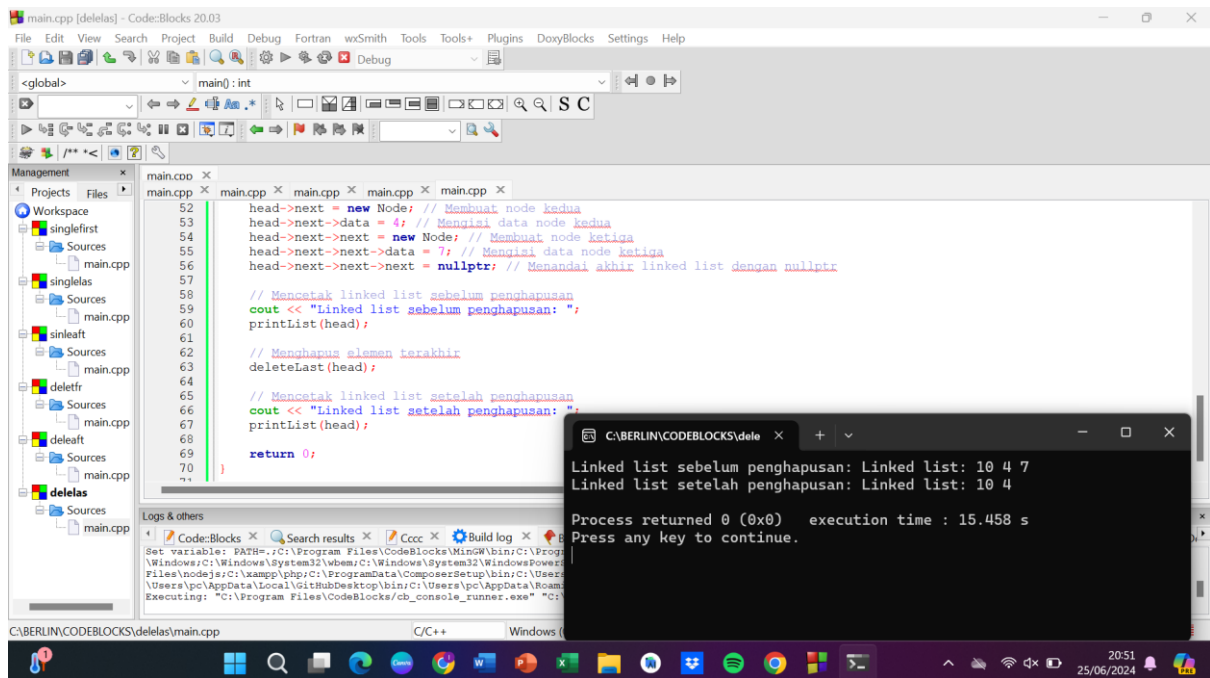 main.cpp [delelas] - Code::Blocks 20.03
File Edit View Search Project Build Debug Fortran wxSmith Tools Tools+ Plugins DoxyBlocks Settings Help
Debug
<global>
main() : int
S C
/** *<
Management
Projects Files
Workspace
singlefirst
Sources
main.cpp
singlelas
Sources
main.cpp
sinleaft
Sources
main.cpp
deletfr
Sources
main.cpp
deleaft
Sources
main.cpp
delelas
Sources
main.cpp
main.cpp
main.cpp main.cpp main.cpp main.cpp main.cpp
52 head->next = new Node; // Membuat node kedua
53 head->next->data = 4; // Mengisi data node kedua
54 head->next->next = new Node; // Membuat node ketiga
55 head->next->next->data = 7; // Mengisi data node ketiga
56 head->next->next->next = nullptr; // Menandai akhir linked list dengan nullptr
57
58 // Mencetak linked list sebelum penghapusan
59 cout << "Linked list sebelum penghapusan: ";
60 printList(head);
61
62 // Menghapus elemen terakhir
63 deleteLast(head);
64
65 // Mencetak linked list setelah penghapusan
66 cout << "Linked list setelah penghapusan: ";
67 printList(head);
68
69 return 0;
70 }
71
Logs & others
Code::Blocks Search results Cccc Build log
Set variable: PATH=.;C:\Program Files\CodeBlocks\MinGW\bin;C:\Progr
\Windows;C:\Windows\System32\wbem;C:\Windows\System32\WindowsPowerS
Files\nodejs;C:\xampp\php;C:\ProgramData\ComposerSetup\bin;C:\Users
\Users\pc\AppData\Local\GitHubDesktop\bin;C:\Users\pc\AppData\Roami
Executing: "C:\Program Files\CodeBlocks/cb_console_runner.exe" "C:\
C:\BERLIN\CODEBLOCKS\delelas\main.cpp C/C++ Windows (
C:\BERLIN\CODEBLOCKS\dele
Linked list sebelum penghapusan: Linked list: 10 4 7
Linked list setelah penghapusan: Linked list: 10 4
Process returned 0 (0x0) execution time : 15.458 s
Press any key to continue.
1
Canva
20:51
25/06/2024
PRE